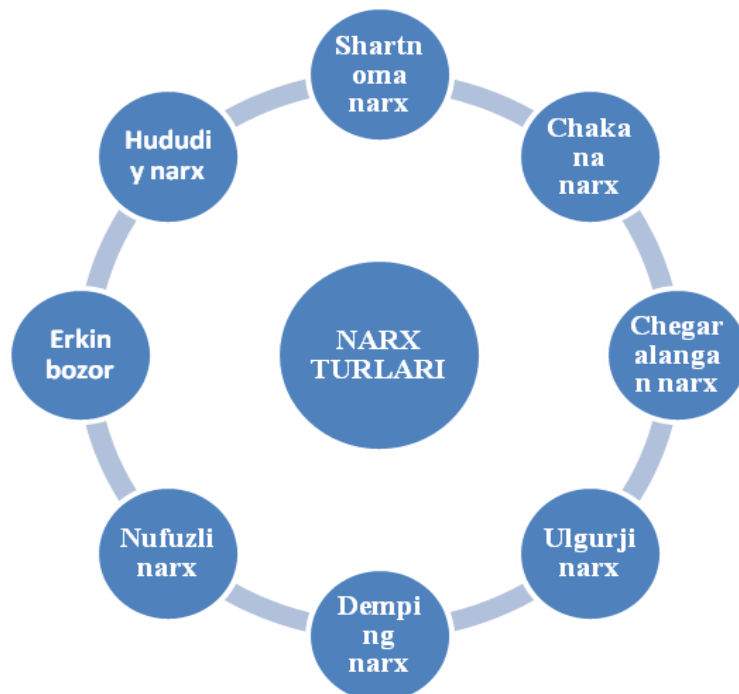 Shartn
oma
narx
Chaka
na
narx
Chegar
alanga
n narx
Ulgurji
narx
Dempi
ng
narx
Nufuzli
narx
Erkin
bozor
Hududi
y narx
NARX
TURLARI